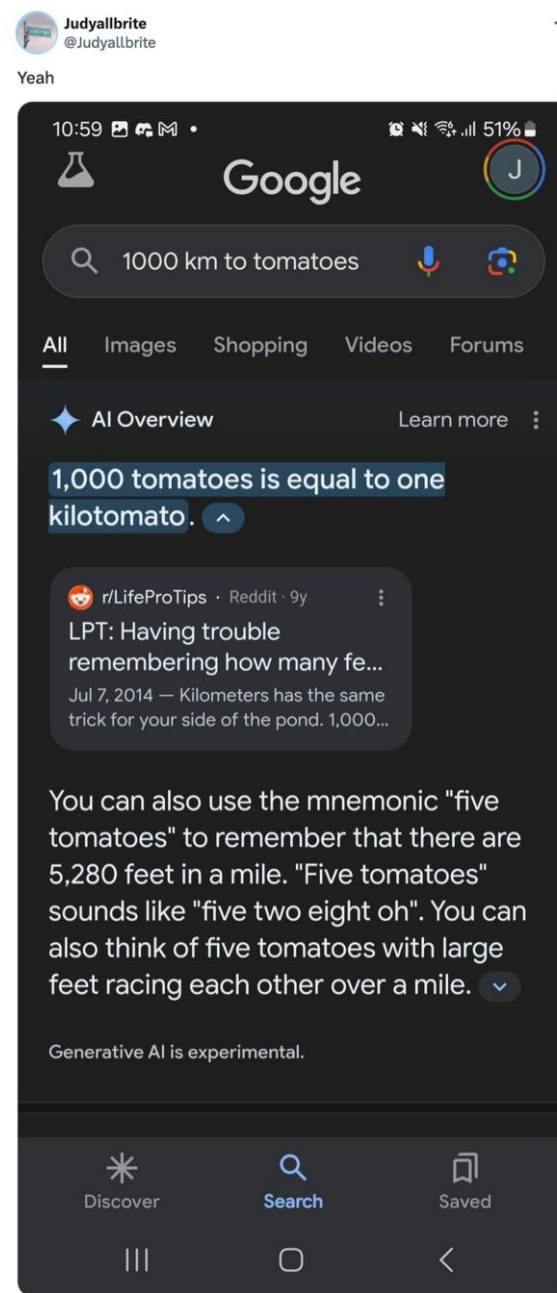 Judyallbrite
@Judyallbrite
Yeah
10:59
51%
Google
J
1000 km to tomatoes
All Images Shopping Videos Forums
AI Overview Learn more
1,000 tomatoes is equal to one
kilotomato.
r/LifeProTips · Reddit · 9y
LPT: Having trouble
remembering how many fe...
Jul 7, 2014 — Kilometers has the same
trick for your side of the pond. 1,000...
You can also use the mnemonic "five
tomatoes" to remember that there are
5,280 feet in a mile. "Five tomatoes"
sounds like "five two eight oh". You can
also think of five tomatoes with large
feet racing each other over a mile.
Generative AI is experimental.
Discover Search Saved